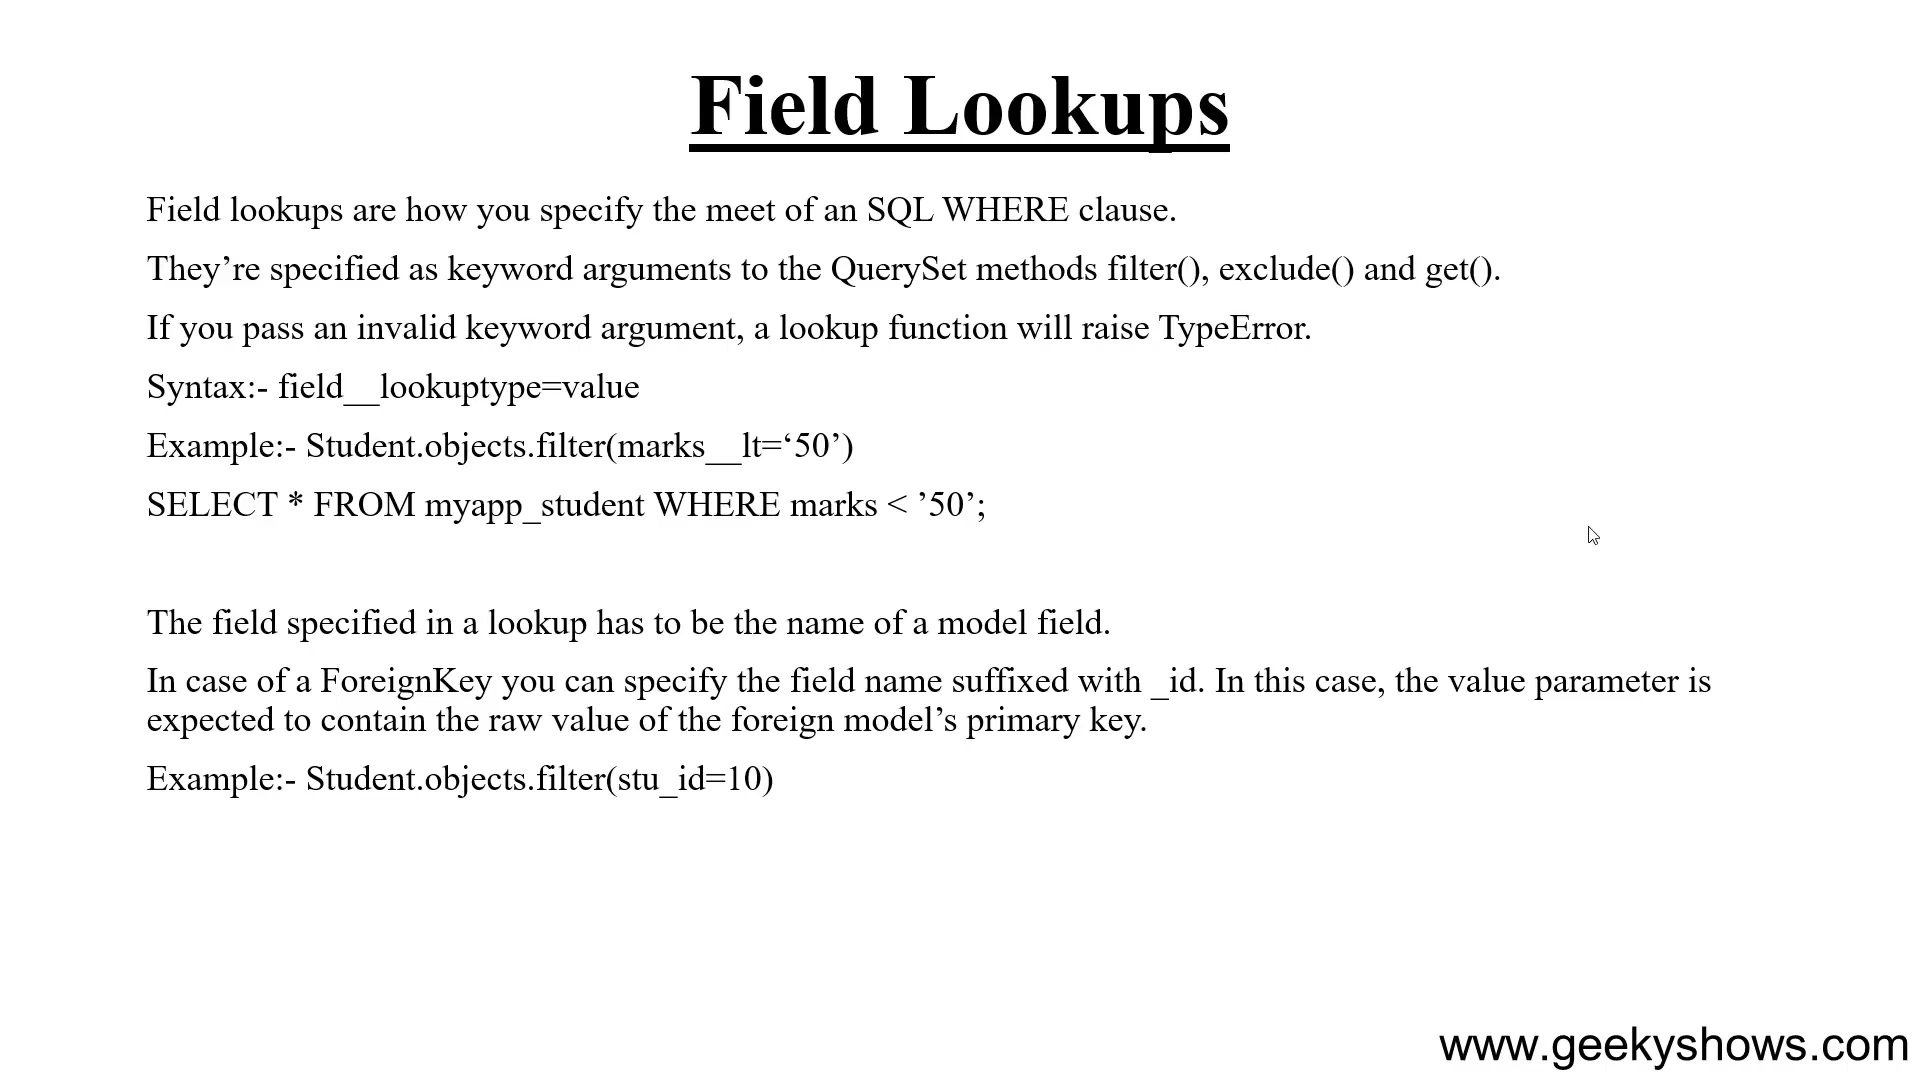 Field Lookups
Field lookups are how you specify the meet of an SQL WHERE clause.
They’re specified as keyword arguments to the QuerySet methods filter(), exclude() and get().
If you pass an invalid keyword argument, a lookup function will raise TypeError.
Syntax:- field__lookuptype=value
Example:- Student.objects.filter(marks__lt=‘50’)
SELECT * FROM myapp_student WHERE marks < ’50’;
The field specified in a lookup has to be the name of a model field.
In case of a ForeignKey you can specify the field name suffixed with _id. In this case, the value parameter is
expected to contain the raw value of the foreign model’s primary key.
Example:- Student.objects.filter(stu_id=10)
www.geekyshows.com